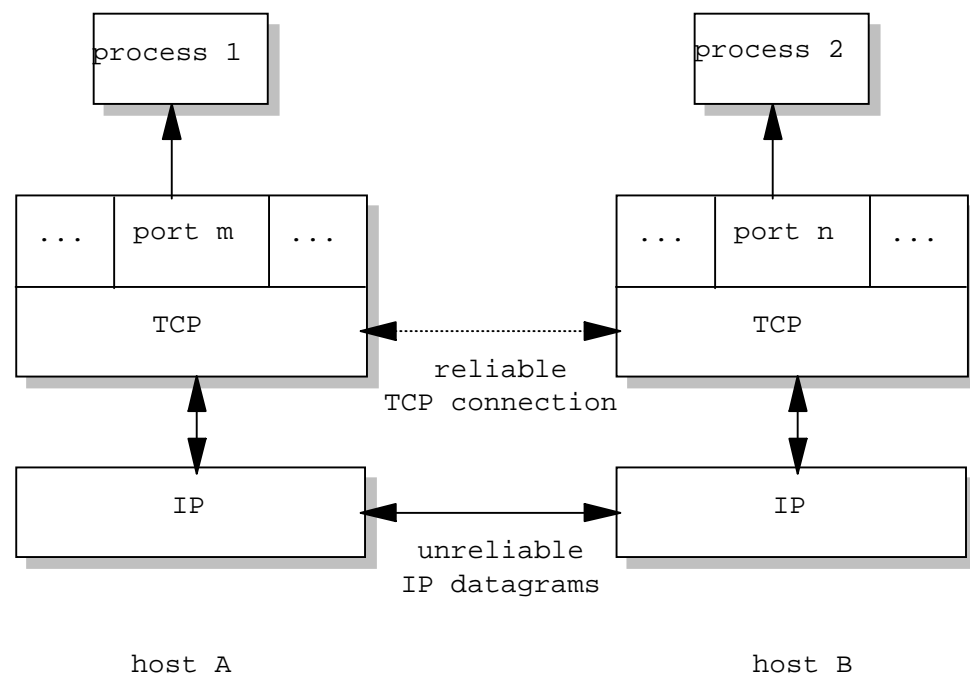 process 1
process 2
... port m ...
... port n ...
TCP
TCP
reliable
TCP connection
IP
IP
unreliable
IP datagrams
host A
host B